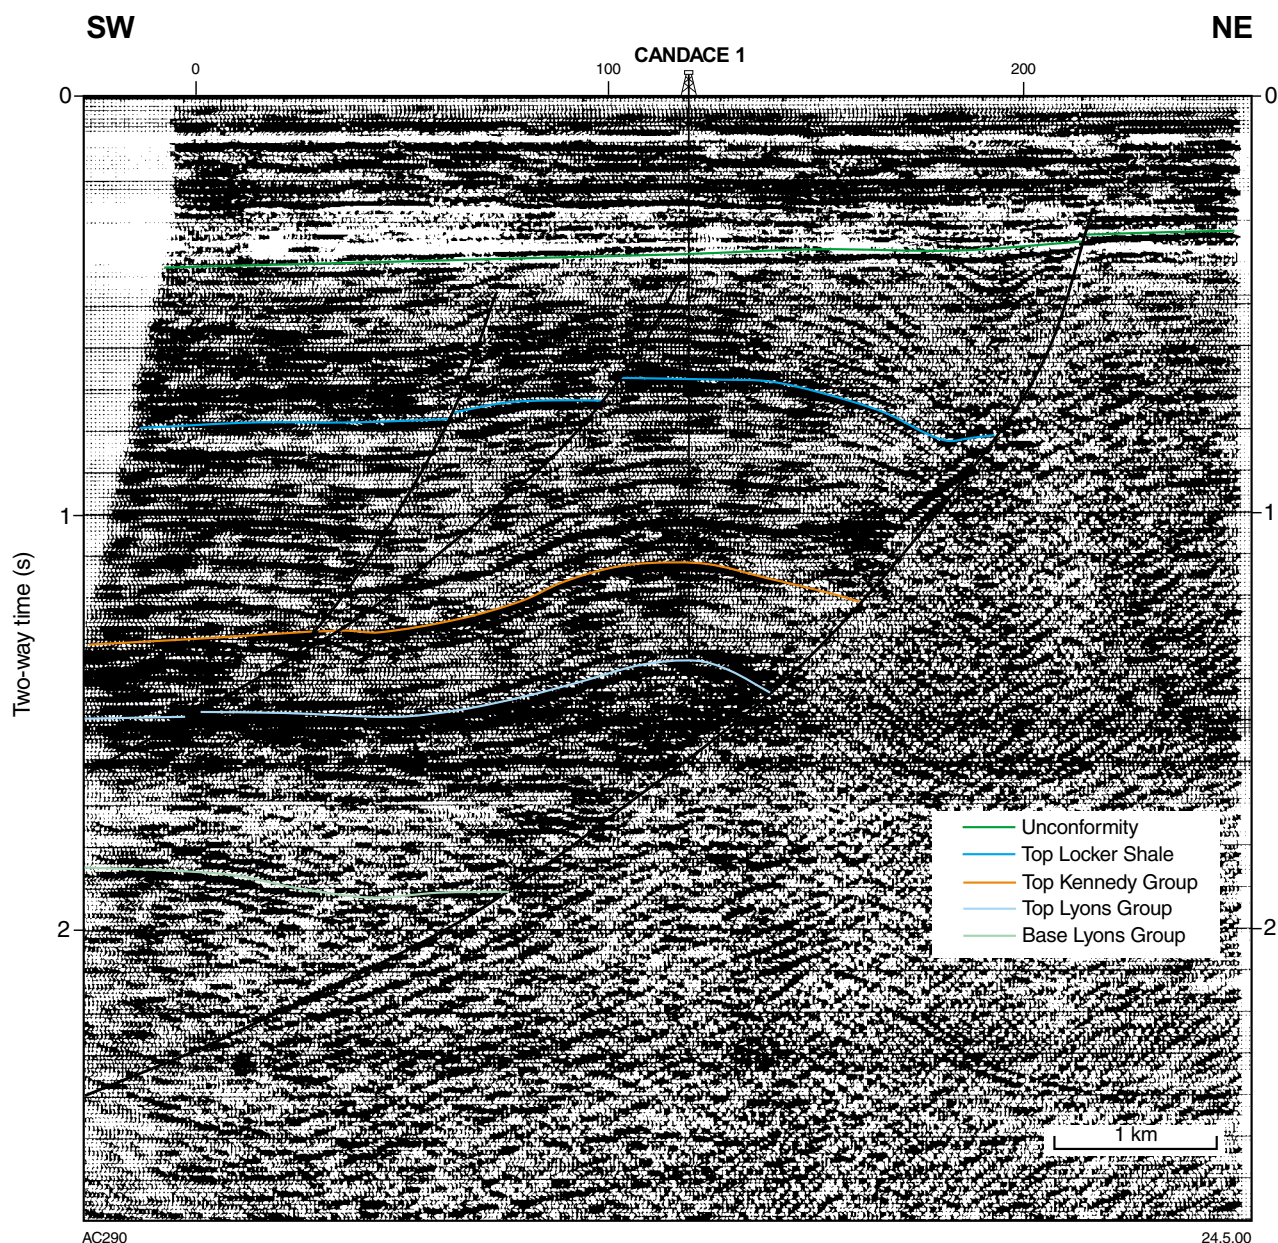 SW NE
CANDACE 1
0 100 200
0 0
1 1
Two-way time (s)
Unconformity
Top Locker Shale
Top Kennedy Group
Top Lyons Group
Base Lyons Group
2 2
1 km
AC290 24.5.00